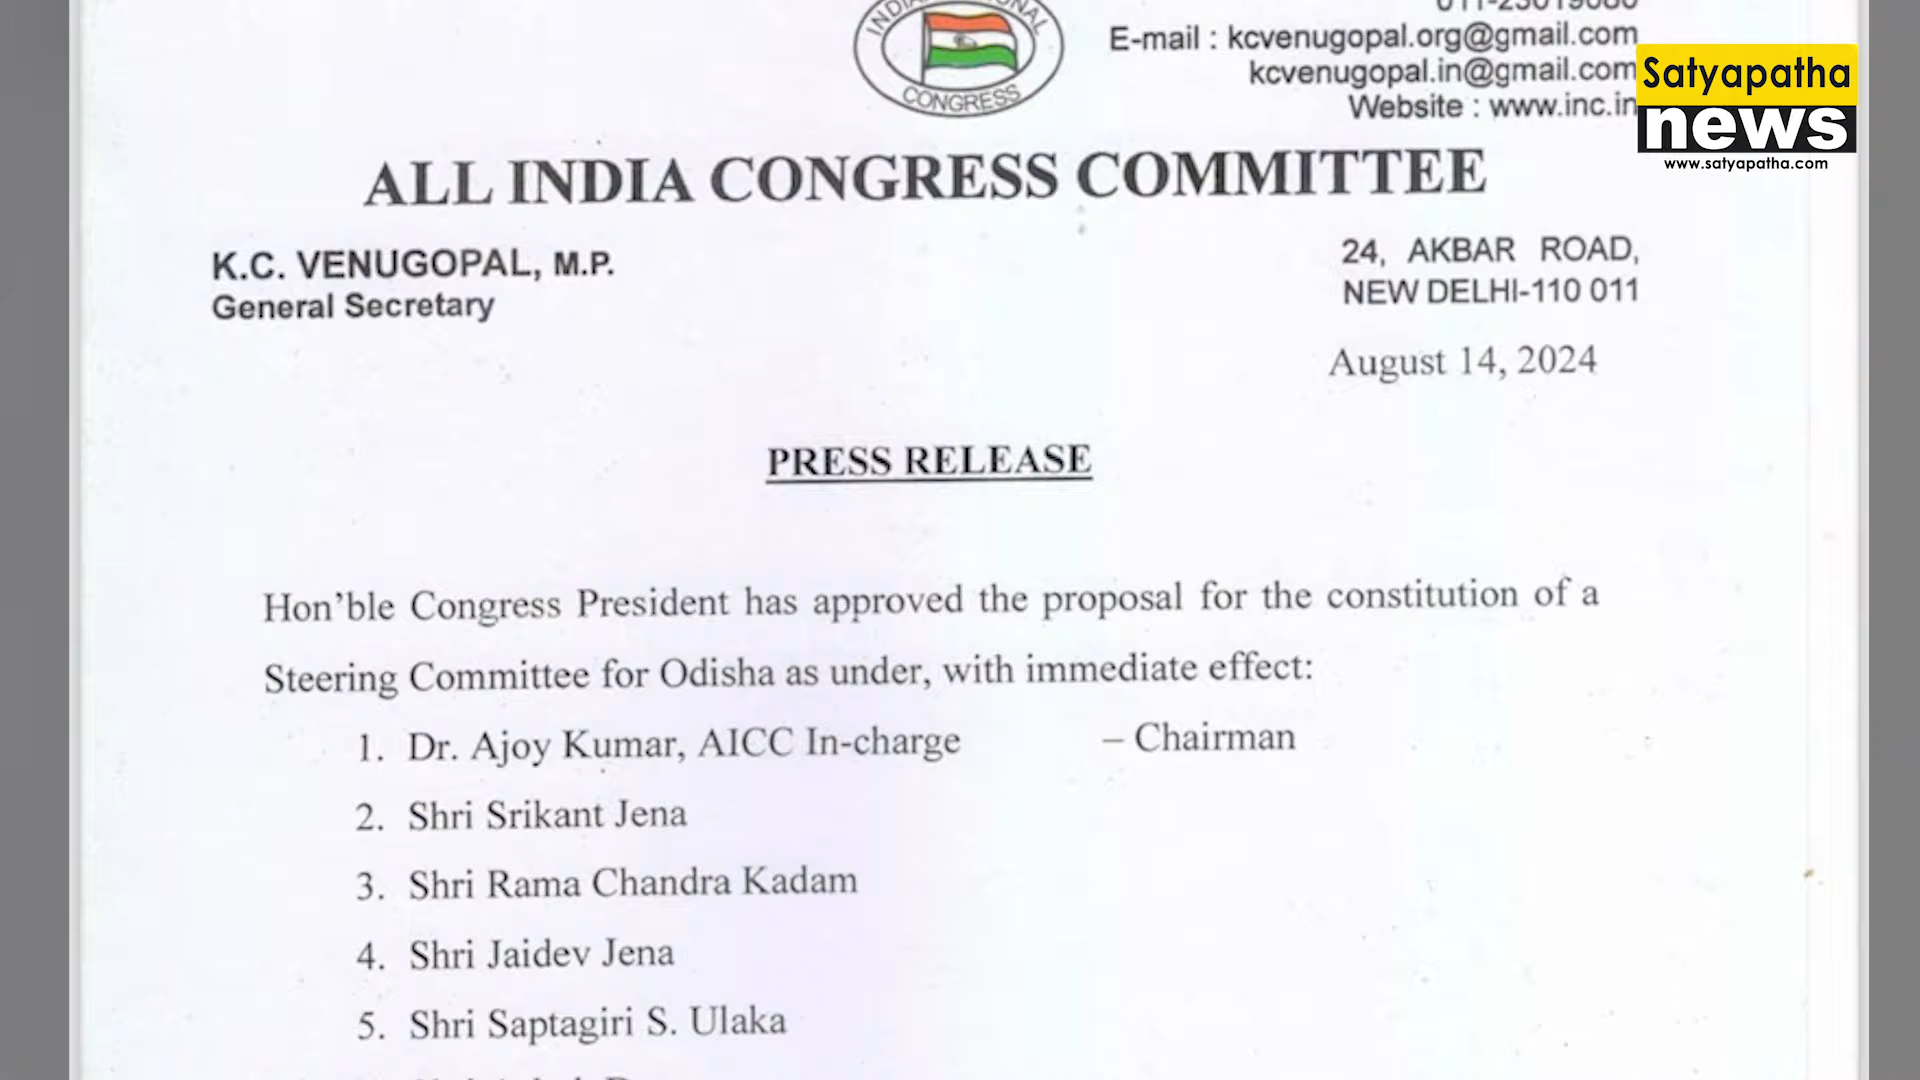 INDIAN NATIONAL
CONGRESS
E-mail : kcvenugopal.org@gmail.com
kcvenugopal.in@gmail.com
Website : www.inc.in
Satyapatha
news
www.satyapatha.com
ALL INDIA CONGRESS COMMITTEE
K.C. VENUGOPAL, M.P.
General Secretary
24, AKBAR ROAD,
NEW DELHI-110 011
August 14, 2024
PRESS RELEASE
Hon’ble Congress President has approved the proposal for the constitution of a
Steering Committee for Odisha as under, with immediate effect:
1. Dr. Ajoy Kumar, AICC In-charge – Chairman
2. Shri Srikant Jena
3. Shri Rama Chandra Kadam
4. Shri Jaidev Jena
5. Shri Saptagiri S. Ulaka